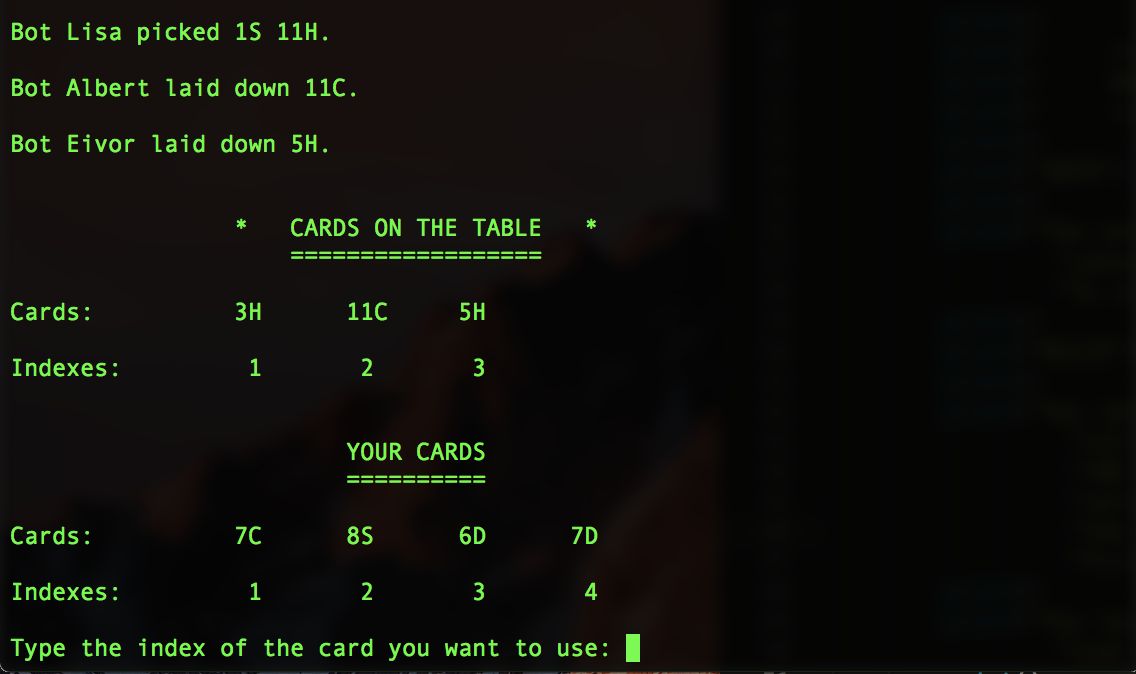 Bot Lisa picked 1S 11H.
Bot Albert laid down 11C.
Bot Eivor laid down 5H.
* CARDS ON THE TABLE *
==================
Cards: 3H 11C 5H
Indexes: 1 2 3
YOUR CARDS
==========
Cards: 7C 8S 6D 7D
Indexes: 1 2 3 4
Type the index of the card you want to use: